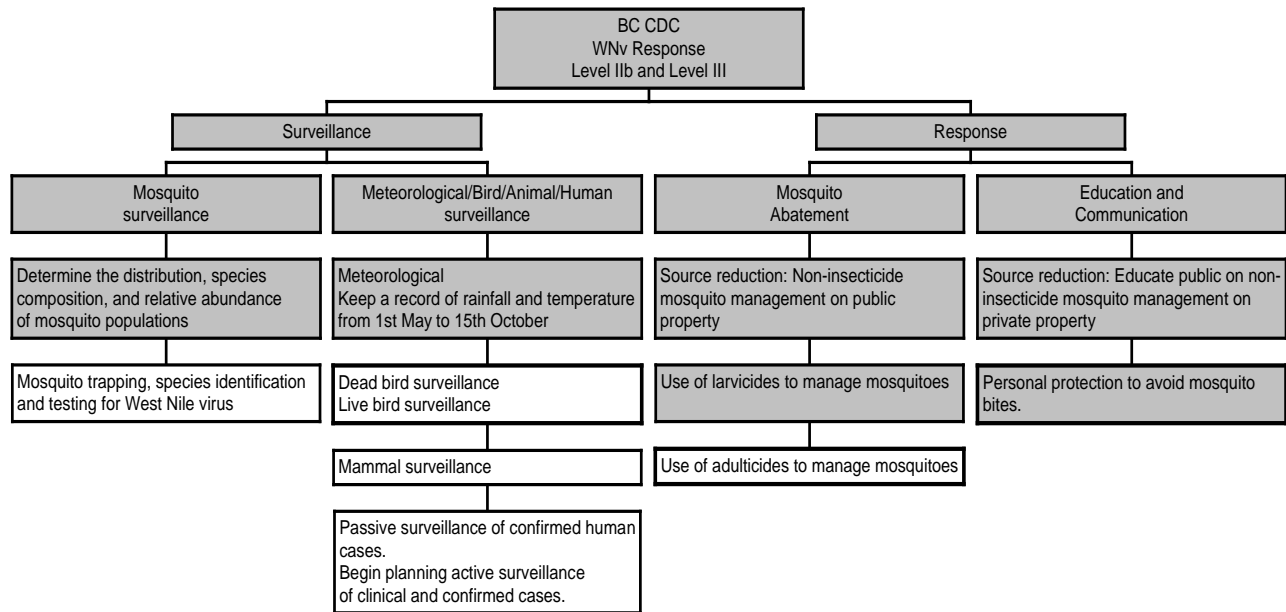 BC CDC
WNv Response
Level IIb and Level III
Surveillance
Response
Mosquito
surveillance
Meteorological/Bird/Animal/Human
surveillance
Mosquito
Abatement
Education and
Communication
Determine the distribution, species
composition, and relative abundance
of mosquito populations
Meteorological
Keep a record of rainfall and temperature
from 1st May to 15th October
Source reduction: Non-insecticide
mosquito management on public
property
Source reduction: Educate public on non-
insecticide mosquito management on
private property
Mosquito trapping, species identification
and testing for West Nile virus
Dead bird surveillance
Live bird surveillance
Use of larvicides to manage mosquitoes
Personal protection to avoid mosquito
bites.
Mammal surveillance
Use of adulticides to manage mosquitoes
Passive surveillance of confirmed human
cases.
Begin planning active surveillance
of clinical and confirmed cases.